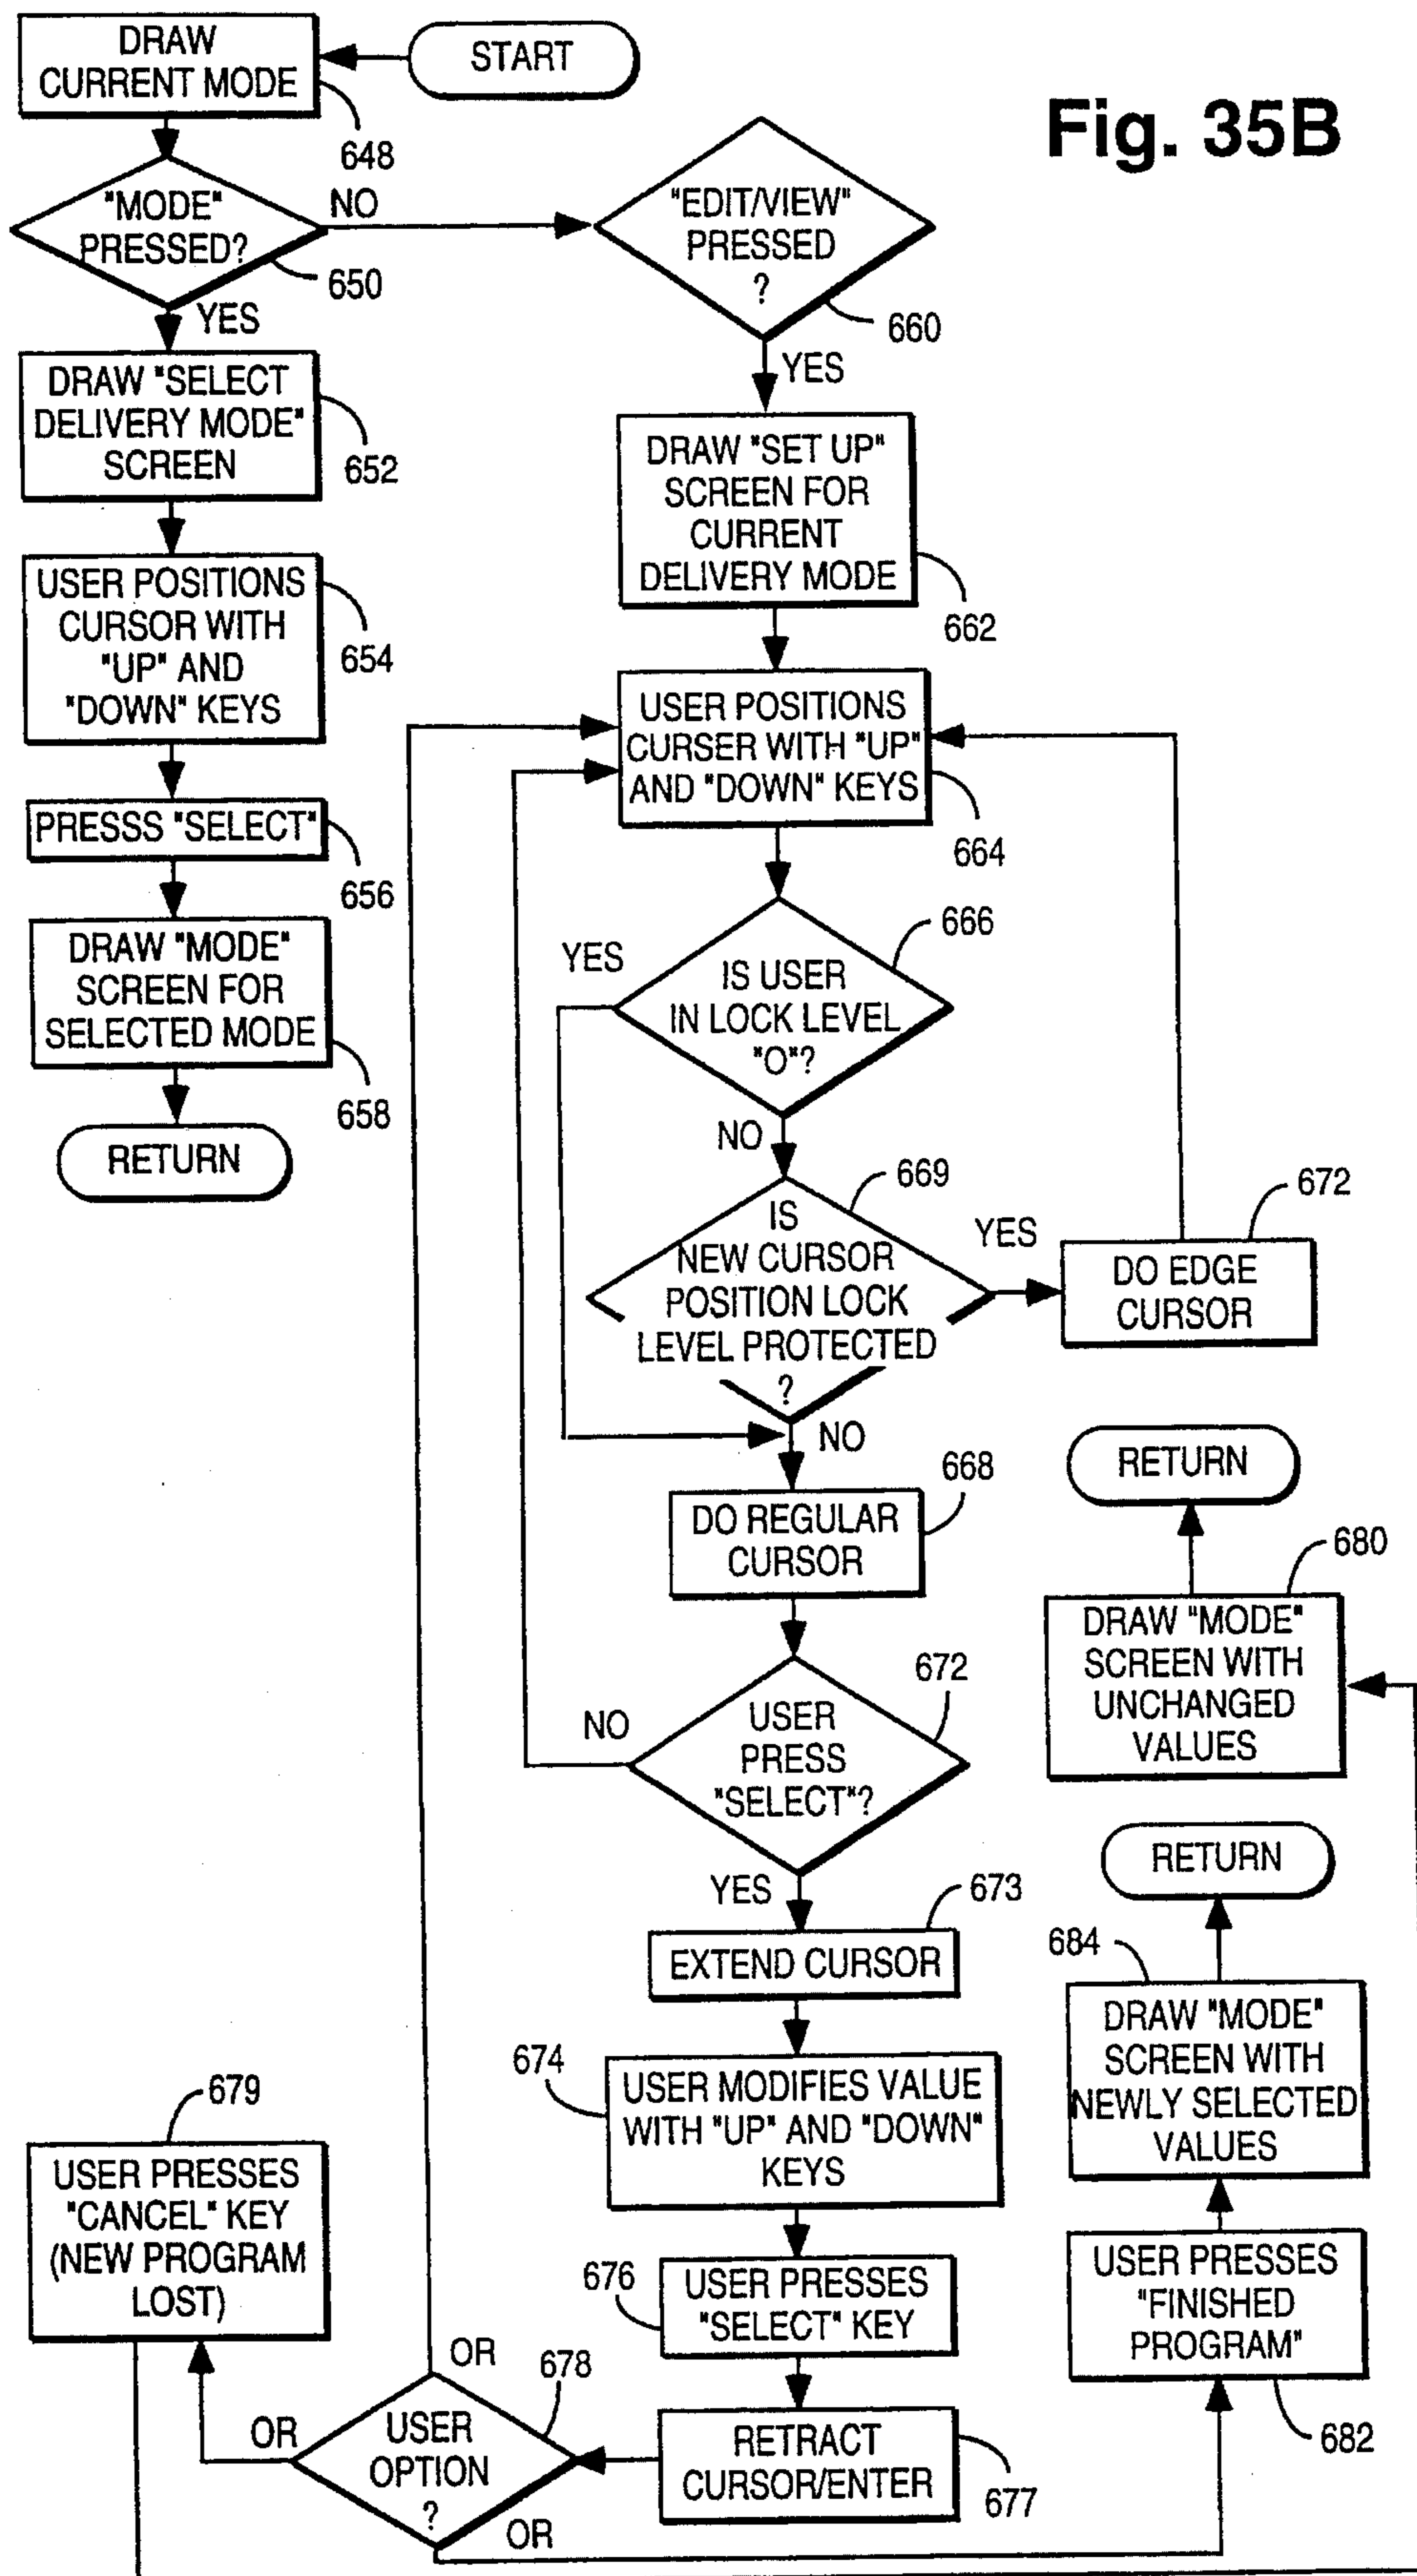 DRAW
CURRENT MODE
START
Fig. 35B
648
"MODE"
PRESSED?
NO
650
YES
"EDIT/VIEW"
PRESSED
?
660
YES
DRAW "SELECT
DELIVERY MODE"
SCREEN
652
DRAW "SET UP"
SCREEN FOR
CURRENT
DELIVERY MODE
662
USER POSITIONS
CURSOR WITH
"UP" AND
"DOWN" KEYS
654
USER POSITIONS
CURSER WITH "UP"
AND "DOWN" KEYS
664
PRESSS "SELECT"
656
DRAW "MODE"
SCREEN FOR
SELECTED MODE
658
RETURN
666
YES
IS USER
IN LOCK LEVEL
"O"?
NO
669
IS
NEW CURSOR
POSITION LOCK
LEVEL PROTECTED
?
YES
672
DO EDGE
CURSOR
NO
668
DO REGULAR
CURSOR
RETURN
680
DRAW "MODE"
SCREEN WITH
UNCHANGED
VALUES
672
NO
USER
PRESS
"SELECT"?
YES
673
EXTEND CURSOR
RETURN
684
DRAW "MODE"
SCREEN WITH
NEWLY SELECTED
VALUES
674
USER MODIFIES VALUE
WITH "UP" AND "DOWN"
KEYS
679
USER PRESSES
"CANCEL" KEY
(NEW PROGRAM
LOST)
676
USER PRESSES
"SELECT" KEY
USER PRESSES
"FINISHED
PROGRAM"
682
OR
678
OR
USER
OPTION
?
OR
RETRACT
CURSOR/ENTER
677